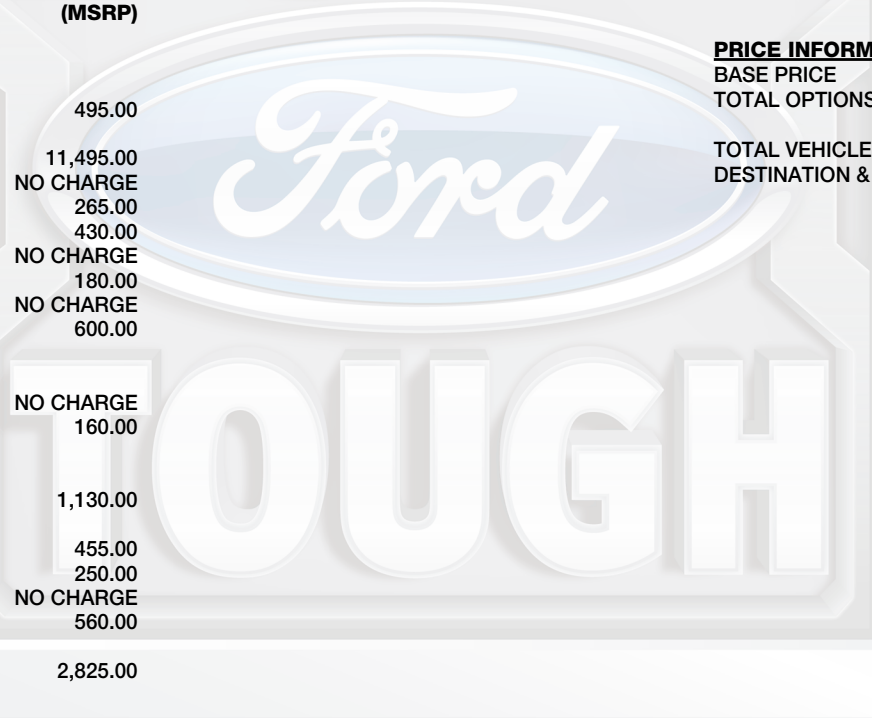 (MSRP)
PRICE INFORM
BASE PRICE
TOTAL OPTIONS
TOTAL VEHICLE
DESTINATION &
495.00
11,495.00
NO CHARGE
265.00
430.00
NO CHARGE
180.00
NO CHARGE
600.00
NO CHARGE
160.00
1,130.00
455.00
250.00
NO CHARGE
560.00
2,825.00
Ford
TOUGH